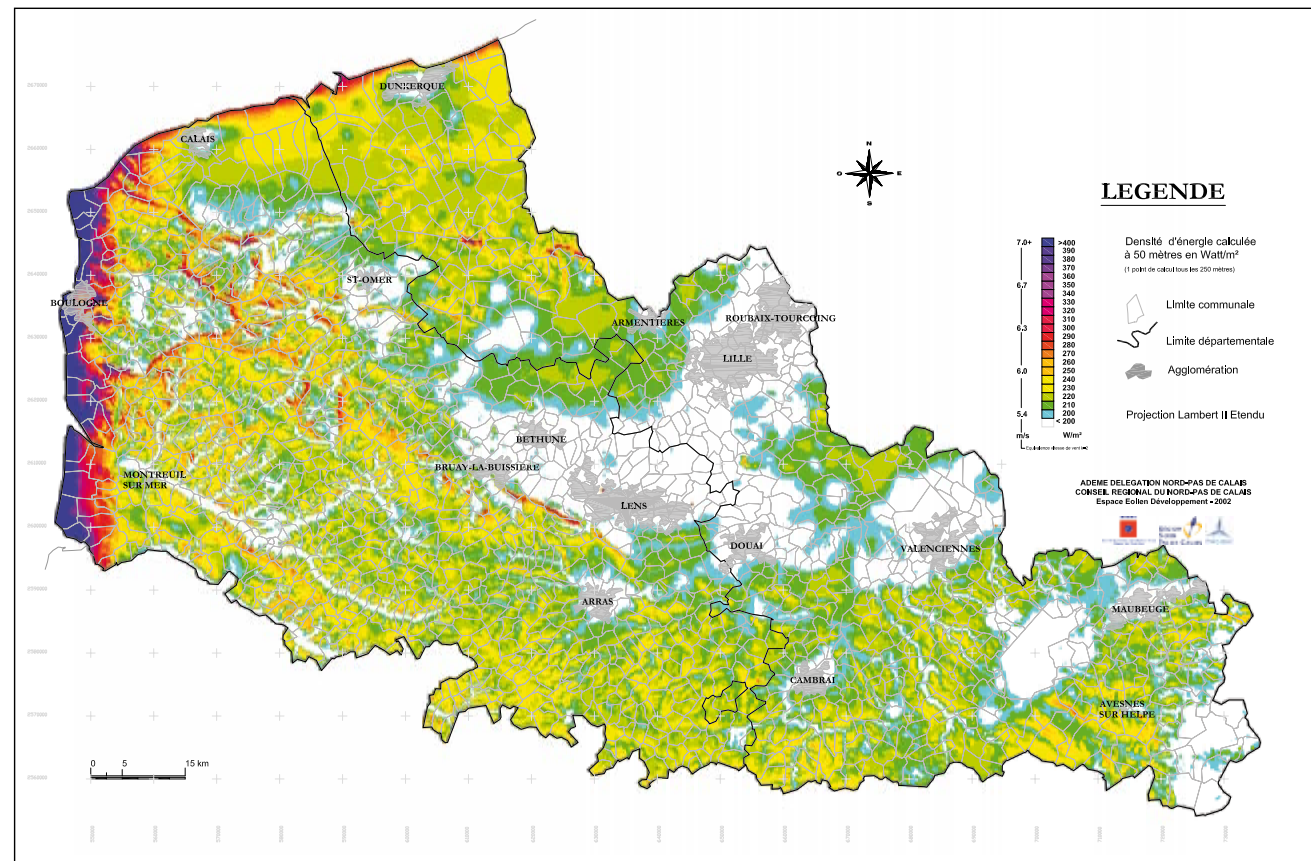 DUNKERQUE
CALAIS
ST-OMER
BOULOGNE
ARMENTIÈRES
ROUBAIX-TOURCOING
LILLE
BETHUNE
BRUAY-LA-BUISSIÈRE
MONTREUIL
SUR MER
LENS
DOUAI
VALENCIENNES
ARRAS
MAUBEUGE
CAMBRAI
AVESNES
SUR HELPE
0 5 15 km
N
O E
S
LEGENDE
7.0+ >400
390
380
370
360
6.7 350
340
330
320
310
6.3 300
290
280
270
6.0 260
250
240
230
220
210
5.4 200
< 200
m/s W/m²
Densité d'énergie calculée
à 50 mètres en Watt/m²
(1 point de calcul tous les 250 mètres)
Limite communale
Limite départementale
Agglomération
Projection Lambert II Etendu
ADEME DELEGATION NORD-PAS DE CALAIS
CONSEIL REGIONAL DU NORD-PAS DE CALAIS
Espace Eolien Développement - 2002